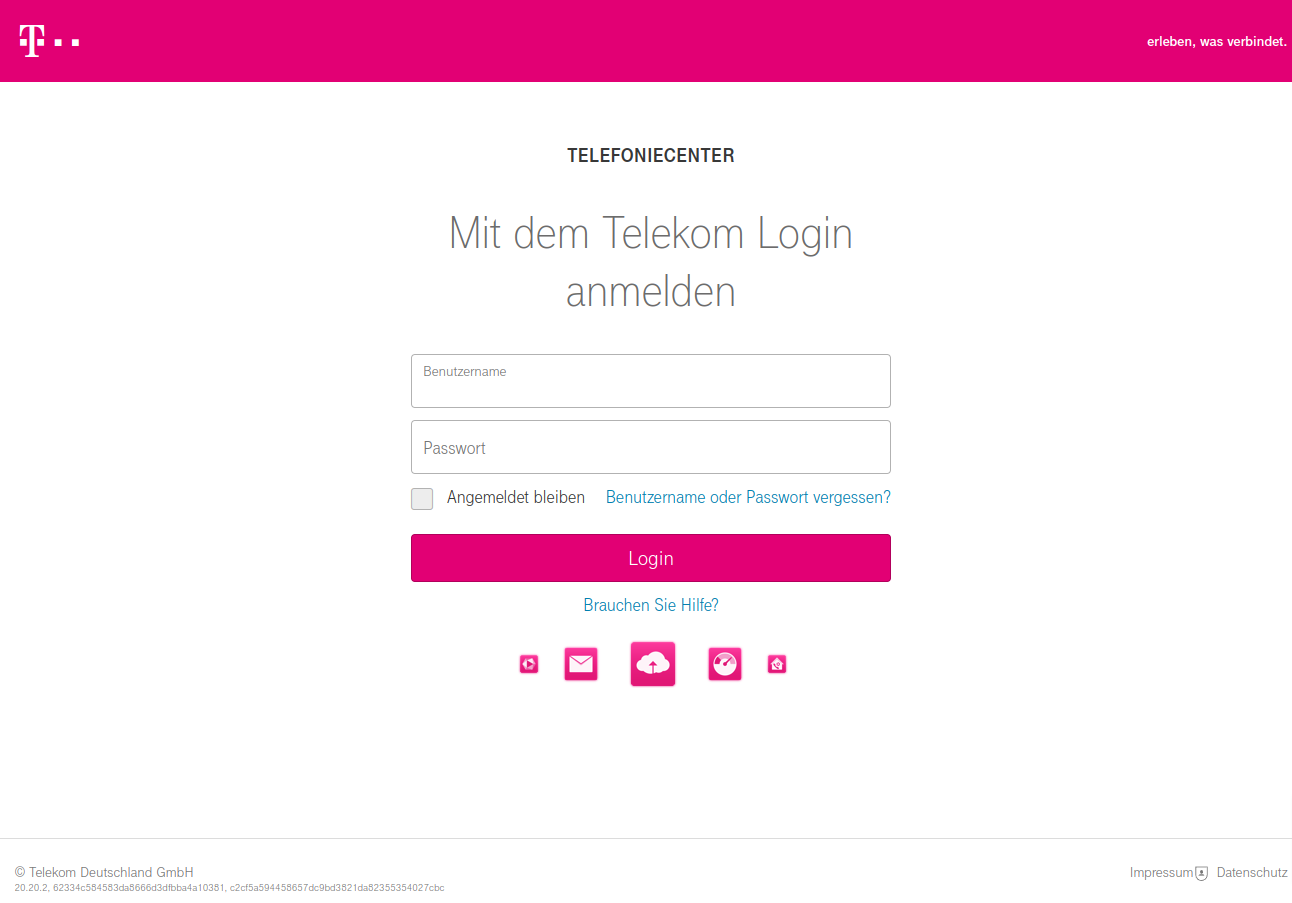 T
erleben, was verbindet.
TELEFONIECENTER
Mit dem Telekom Login
anmelden
Benutzername
Passwort
Angemeldet bleiben Benutzername oder Passwort vergessen?
Login
Brauchen Sie Hilfe?
© Telekom Deutschland GmbH
Impressum Datenschutz
20.20.2, 62334c584583da8666d3dfbba4a10381, c2cf5a594458657dc9bd3821da82355354027cbc